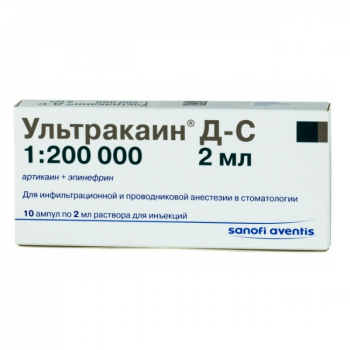 Ультракаин® Д-С
1:200 000 2 мл
артикаин + эпинефрин
Для инфильтрационной и проводниковой анестезии в стоматологии
10 ампул по 2 мл раствора для инъекций
sanofi aventis